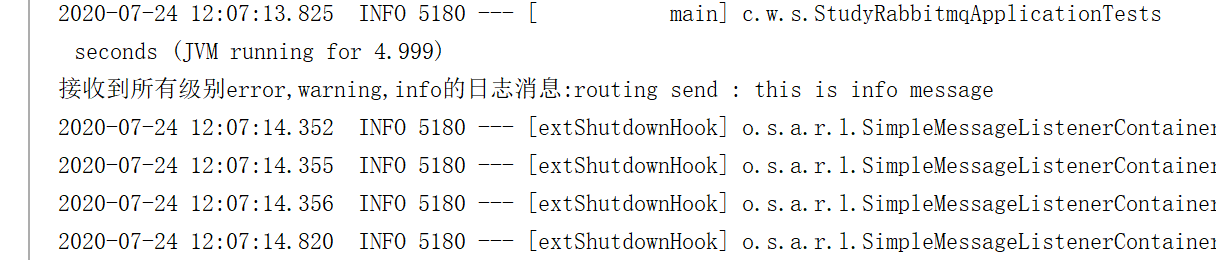 2020-07-24 12:07:13.825  INFO 5180 --- [           main] c.w.s.StudyRabbitmqApplicationTests
seconds (JVM running for 4.999)
接收到所有级别error,warning,info的日志消息:routing send : this is info message
2020-07-24 12:07:14.352  INFO 5180 --- [extShutdownHook] o.s.a.r.l.SimpleMessageListenerContainer
2020-07-24 12:07:14.355  INFO 5180 --- [extShutdownHook] o.s.a.r.l.SimpleMessageListenerContainer
2020-07-24 12:07:14.356  INFO 5180 --- [extShutdownHook] o.s.a.r.l.SimpleMessageListenerContainer
2020-07-24 12:07:14.820  INFO 5180 --- [extShutdownHook] o.s.a.r.l.SimpleMessageListenerContainer